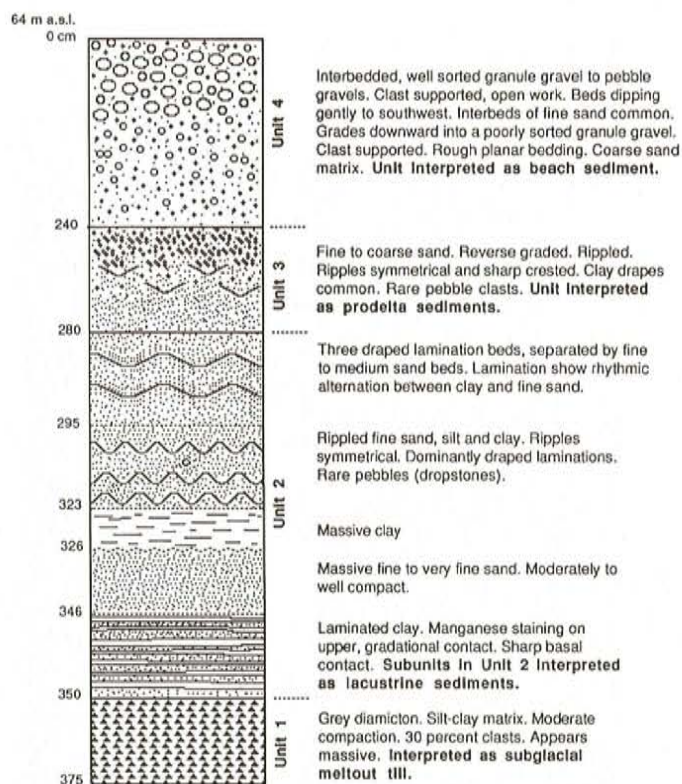 64 m a.s.l.
0 cm
Unit 4
Interbedded, well sorted granule gravel to pebble
gravels. Clast supported, open work. Beds dipping
gently to southwest. Interbeds of fine sand common.
Grades downward into a poorly sorted granule gravel.
Clast supported. Rough planar bedding. Coarse sand
matrix. Unit Interpreted as beach sediment.
240
Unit 3
Fine to coarse sand. Reverse graded. Rippled.
Ripples symmetrical and sharp crested. Clay drapes
common. Rare pebble clasts. Unit Interpreted
as prodelta sediments.
280
Unit 2
Three draped lamination beds, separated by fine
to medium sand beds. Lamination show rhythmic
alternation between clay and fine sand.
295
Rippled fine sand, silt and clay. Ripples
symmetrical. Dominantly draped laminations.
Rare pebbles (dropstones).
323
Massive clay
326
Massive fine to very fine sand. Moderately to
well compact.
346
Laminated clay. Manganese staining on
upper, gradational contact. Sharp basal
contact. Subunits in Unit 2 Interpreted
as lacustrine sediments.
350
Unit 1
Grey diamicton. Silt-clay matrix. Moderate
compaction. 30 percent clasts. Appears
massive. Interpreted as subglacial
meltout till.
375